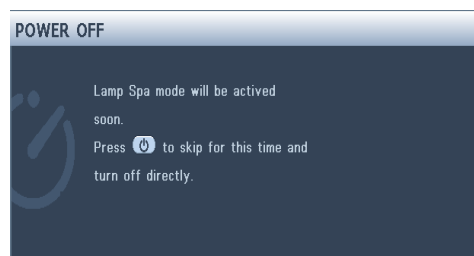 POWER OFF
Lamp Spa mode will be actived
soon.
Press to skip for this time and
turn off directly.